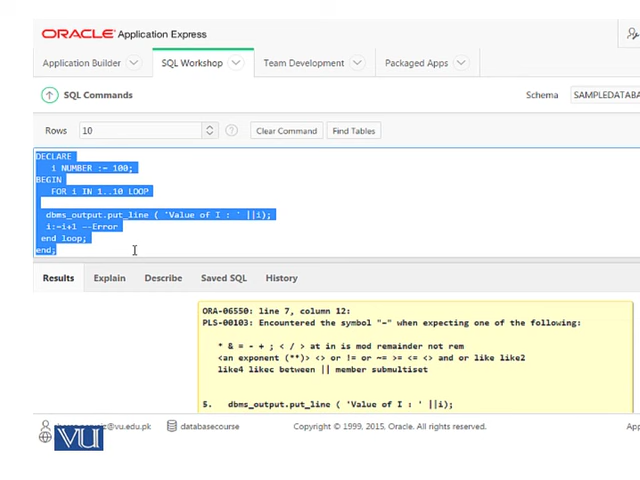 ORACLE Application Express
Application Builder SQL Workshop Team Development Packaged Apps
SQL Commands Schema SAMPLEDATABA
Rows 10 Clear Command Find Tables
DECLARE
i NUMBER := 100;
BEGIN
FOR i IN 1..10 LOOP
dbms_output.put_line ( 'Value of I : ' ||i);
i:=i+1 --Error
end loop;
end;
Results Explain Describe Saved SQL History
ORA-06550: line 7, column 12:
PLS-00103: Encountered the symbol "=" when expecting one of the following:
* & = - + ; < / > at in is mod remainder not rem
<an exponent (**)> <> or != or ~= >= <= <> and or like like2
like4 likec between || member submultiset
5. dbms_output.put_line ( 'Value of I : ' ||i);
@vu.edu.pk databasecourse Copyright © 1999, 2015, Oracle. All rights reserved. App
VU